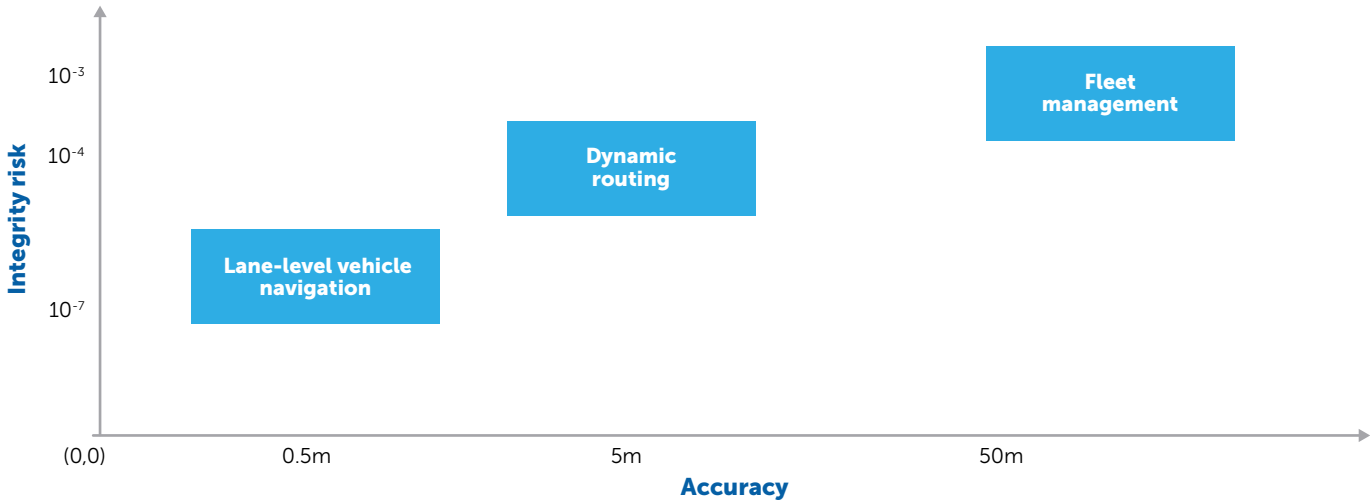 Integrity risk
10⁻³
10⁻⁴
10⁻⁷
Fleet
management
Dynamic
routing
Lane-level vehicle
navigation
(0,0)
0.5m
5m
50m
Accuracy